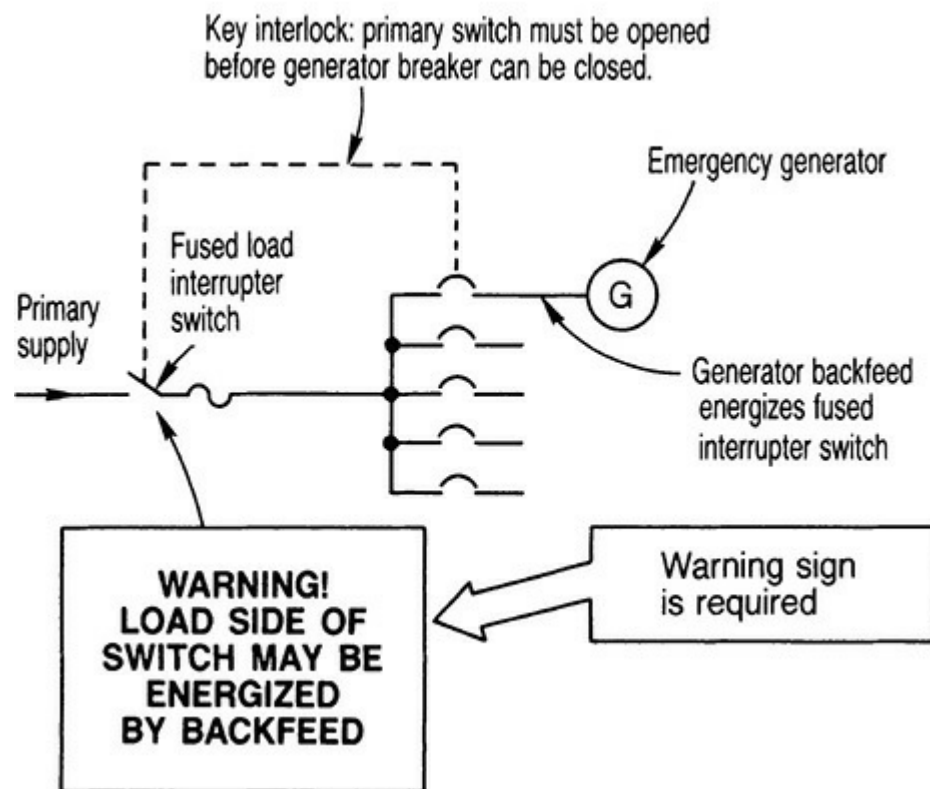 Key interlock: primary switch must be opened
before generator breaker can be closed.
Emergency generator
Fused load
interrupter
switch
Primary
supply
G
Generator backfeed
energizes fused
interrupter switch
WARNING!
LOAD SIDE OF
SWITCH MAY BE
ENERGIZED
BY BACKFEED
Warning sign
is required